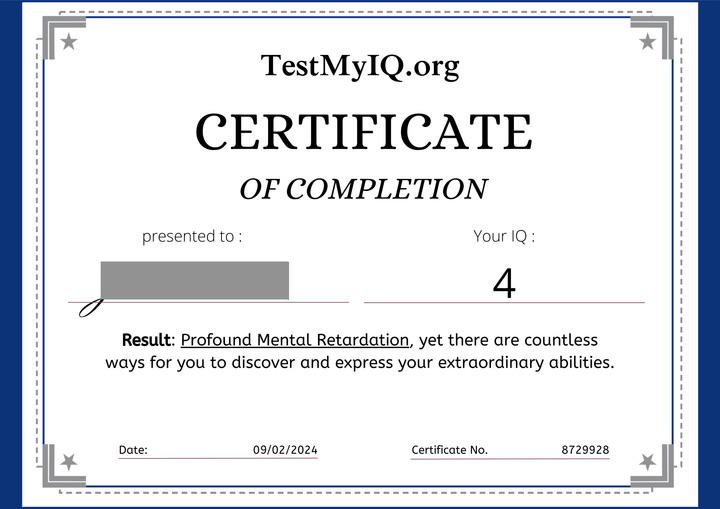 TestMyIQ.org
CERTIFICATE
OF COMPLETION
presented to :
Your IQ :
4
Result: Profound Mental Retardation, yet there are countless
ways for you to discover and express your extraordinary abilities.
Date: 09/02/2024
Certificate No. 8729928